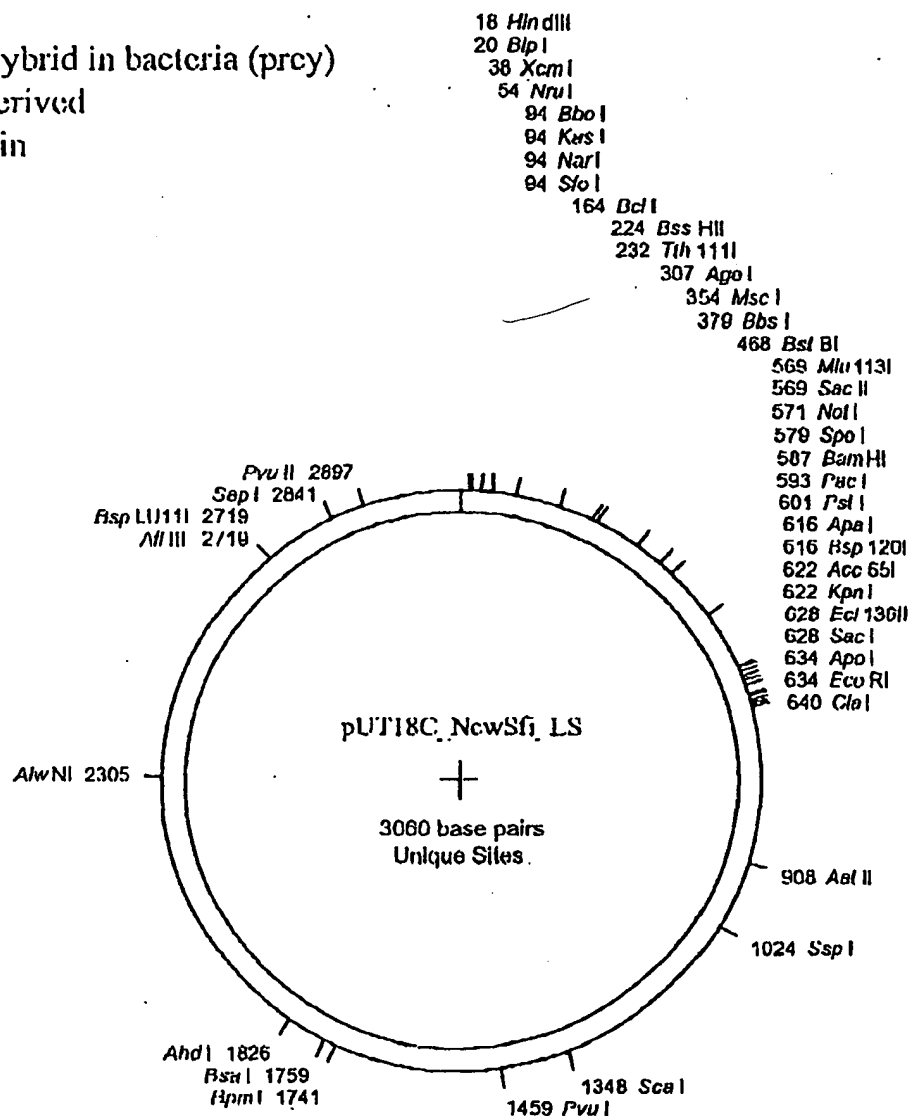 ybrid in bacteria (prey)
erived
in
18 HindIII
20 BlpI
38 XcmI
54 NruI
94 BboI
94 KasI
94 NarI
94 SfoI
164 BclI
224 BssHII
232 Tth111I
307 AgoI
354 MscI
379 BbsI
468 BstBI
569 Mlu113I
569 SacII
571 NotI
579 SpoI
587 BamHI
593 PacI
601 PstI
616 ApaI
616 Bsp120I
622 Acc65I
622 KpnI
628 Ecl136II
628 SacI
634 ApoI
634 EcoRI
640 ClaI
PvuII 2897
SapI 2841
BspLU11I 2719
AflIII 2719
AlwNI 2305
pUT18C_NewSfi_LS
3060 base pairs
Unique Sites.
908 AatII
1024 SspI
AhdI 1826
BsaI 1759
BpmI 1741
1348 ScaI
1459 PvuI